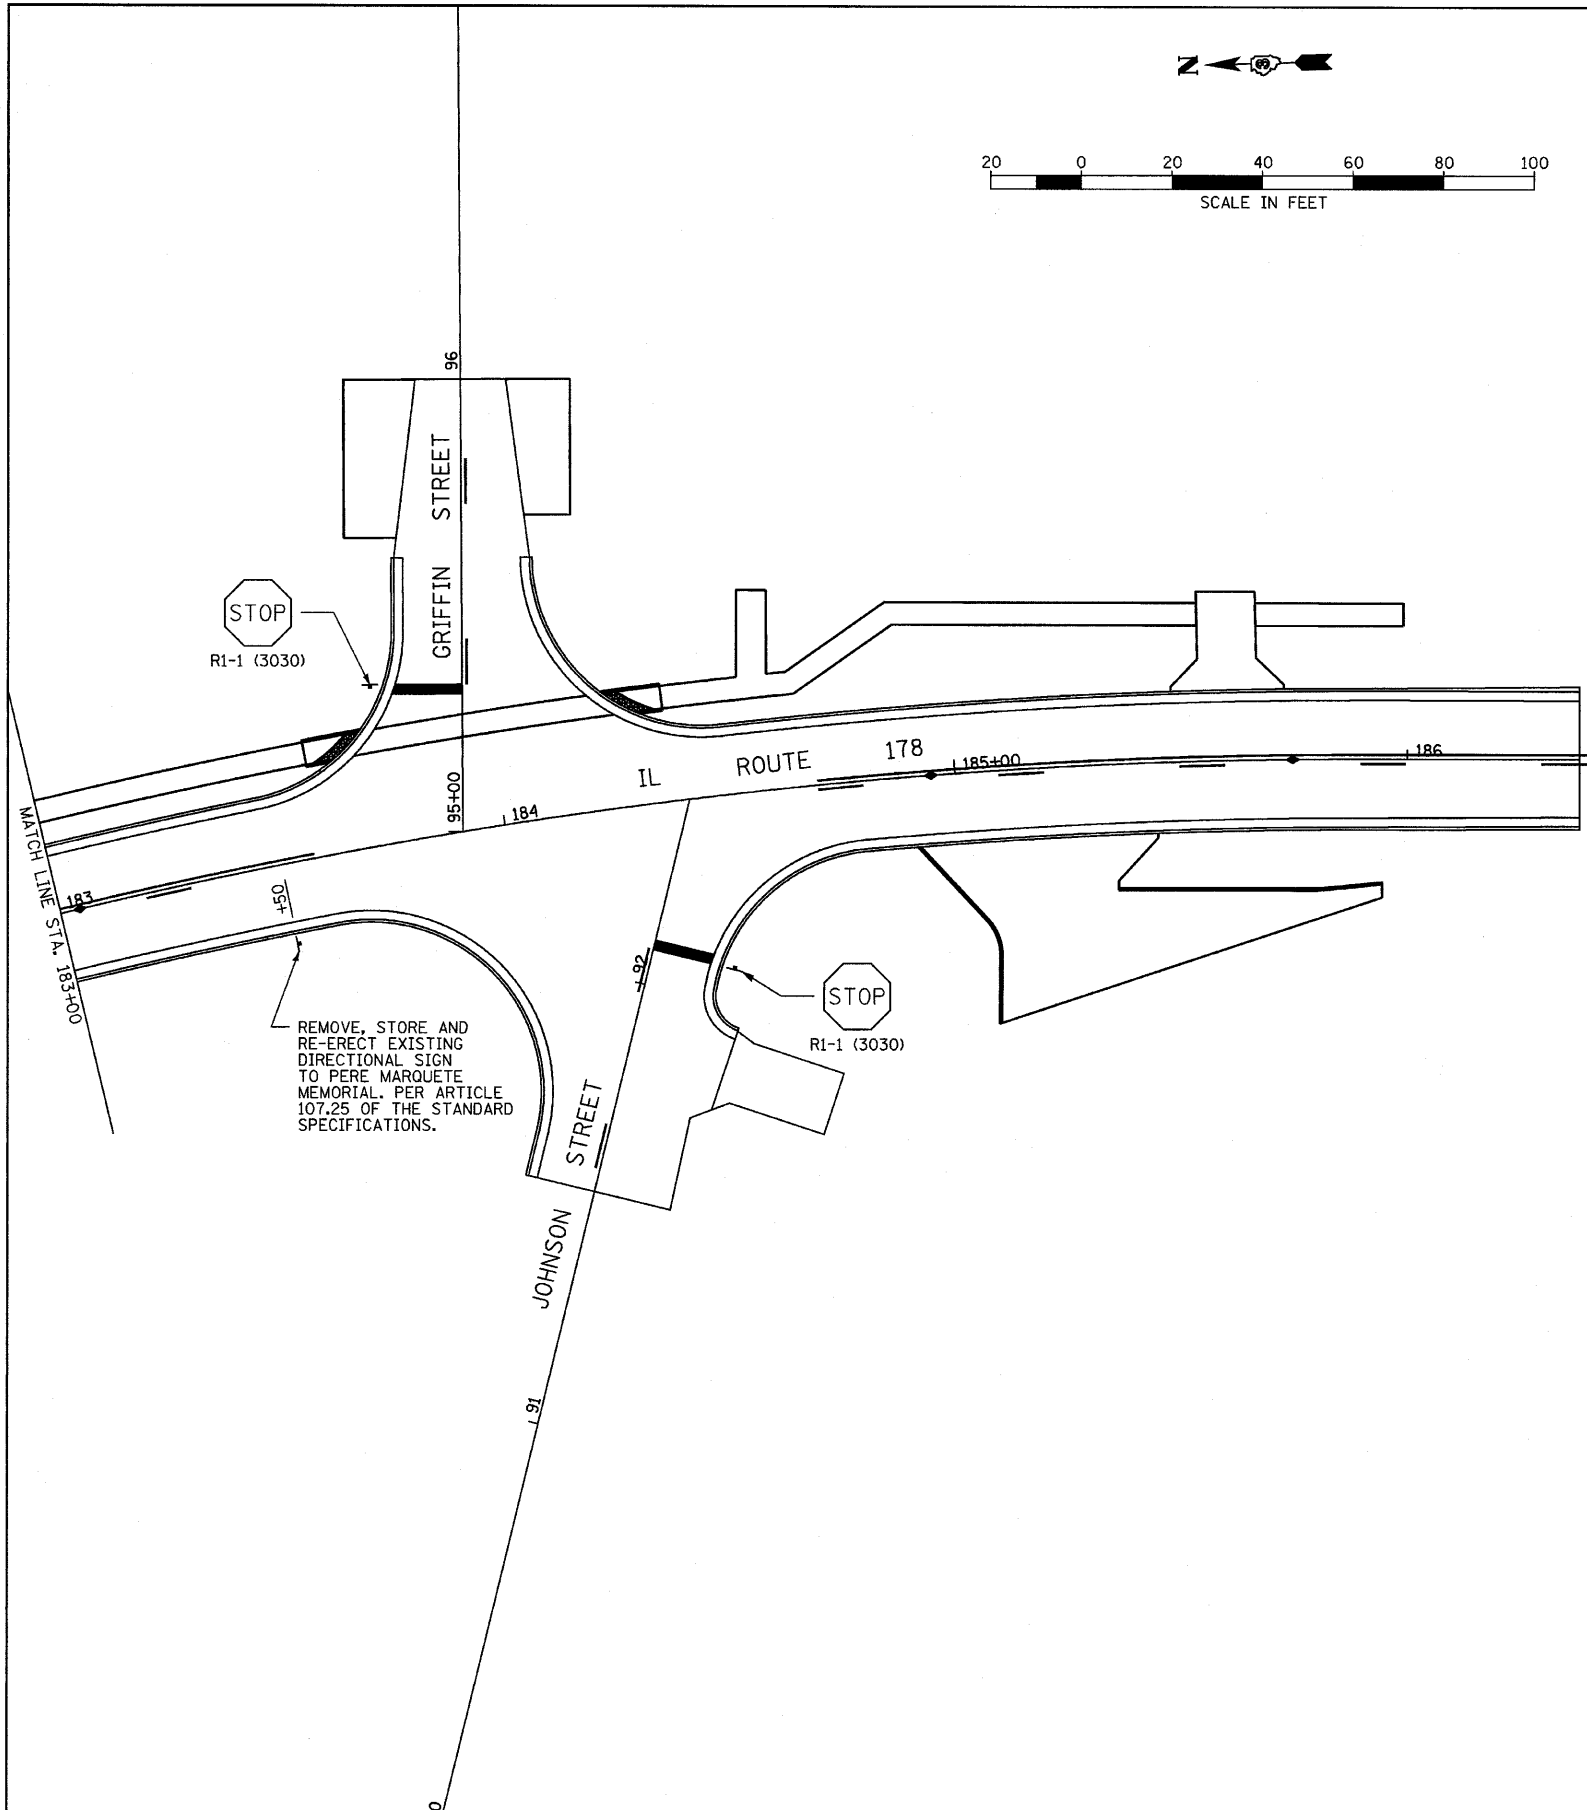 N
20 0 20 40 60 80 100
SCALE IN FEET
96
GRIFFIN STREET
STOP
R1-1 (3030)
IL ROUTE 178
185+00
186
95+00
184
183
+50
MATCH LINE STA. 183+00
92
STOP
R1-1 (3030)
REMOVE, STORE AND
RE-ERECT EXISTING
DIRECTIONAL SIGN
TO PERE MARQUETE
MEMORIAL. PER ARTICLE
107.25 OF THE STANDARD
SPECIFICATIONS.
JOHNSON STREET
91
0